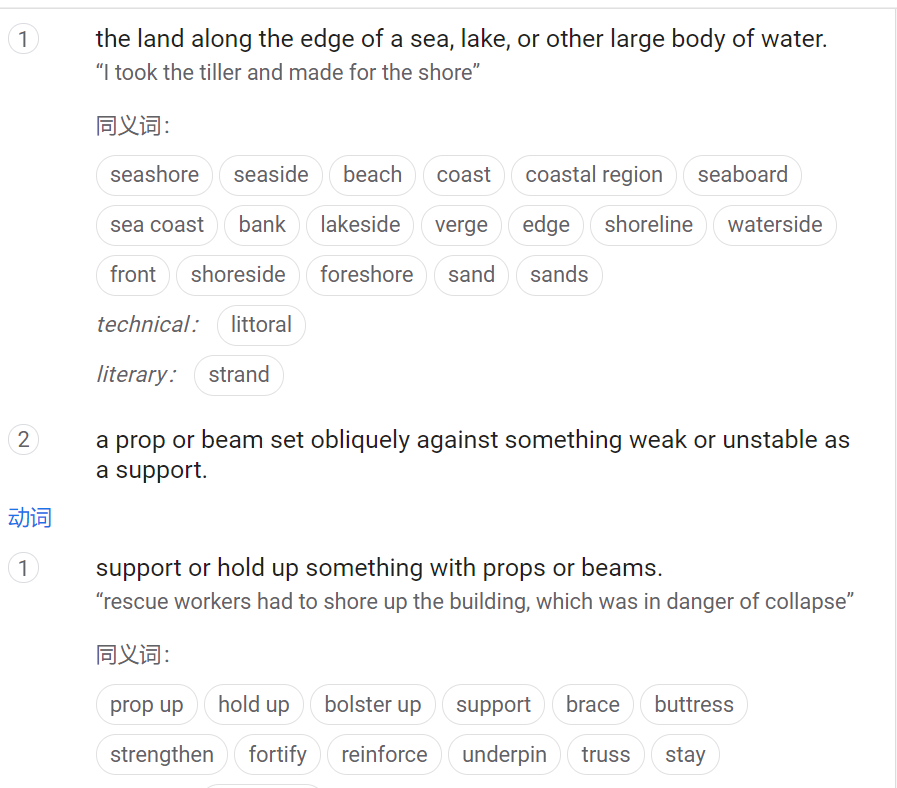 1 the land along the edge of a sea, lake, or other large body of water.
“I took the tiller and made for the shore”
同义词：
seashore seaside beach coast coastal region seaboard
sea coast bank lakeside verge edge shoreline waterside
front shoreside foreshore sand sands
technical： littoral
literary： strand
2 a prop or beam set obliquely against something weak or unstable as
a support.
动词
1 support or hold up something with props or beams.
“rescue workers had to shore up the building, which was in danger of collapse”
同义词：
prop up hold up bolster up support brace buttress
strengthen fortify reinforce underpin truss stay